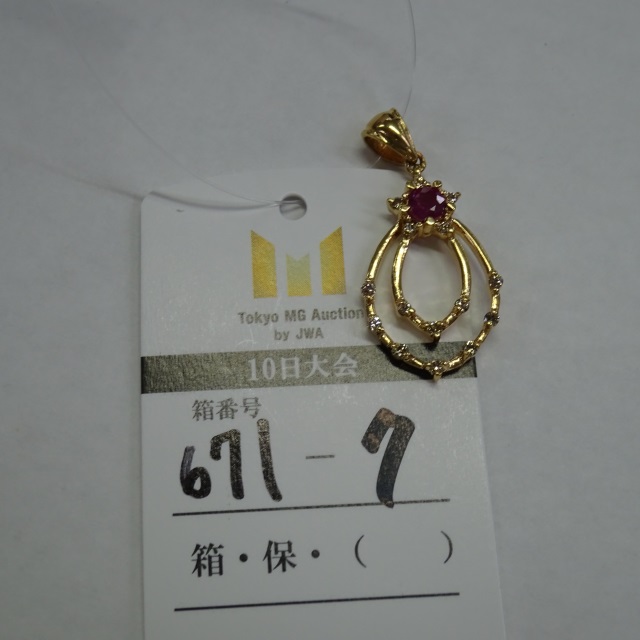 Tokyo MG Auction
by JWA
10日大会
箱番号
671-7
箱・保・（　　）